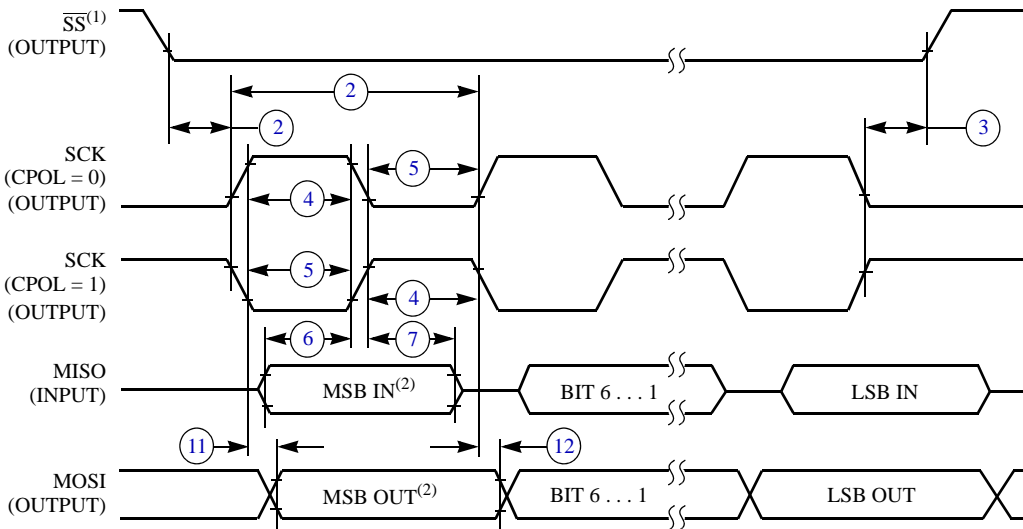 SS(1)
(OUTPUT)
2
2
3
SCK
(CPOL = 0)
(OUTPUT)
5
4
SCK
(CPOL = 1)
(OUTPUT)
5
4
6
7
MISO
(INPUT)
MSB IN(2)
BIT 6 . . . 1
LSB IN
11
12
MOSI
(OUTPUT)
MSB OUT(2)
BIT 6 . . . 1
LSB OUT